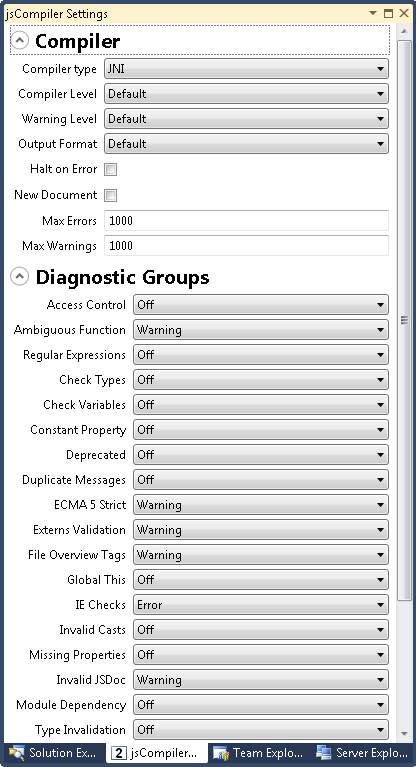 jsCompiler Settings
Compiler
Compiler type JNI
Compiler Level Default
Warning Level Default
Output Format Default
Halt on Error
New Document
Max Errors 1000
Max Warnings 1000
Diagnostic Groups
Access Control Off
Ambiguous Function Warning
Regular Expressions Off
Check Types Off
Check Variables Off
Constant Property Off
Deprecated Off
Duplicate Messages Off
ECMA 5 Strict Warning
Externs Validation Warning
File Overview Tags Warning
Global This Off
IE Checks Error
Invalid Casts Off
Missing Properties Off
Invalid JSDoc Warning
Module Dependency Off
Type Invalidation Off
Solution Ex... 2 jsCompiler... Team Explo... Server Explo...